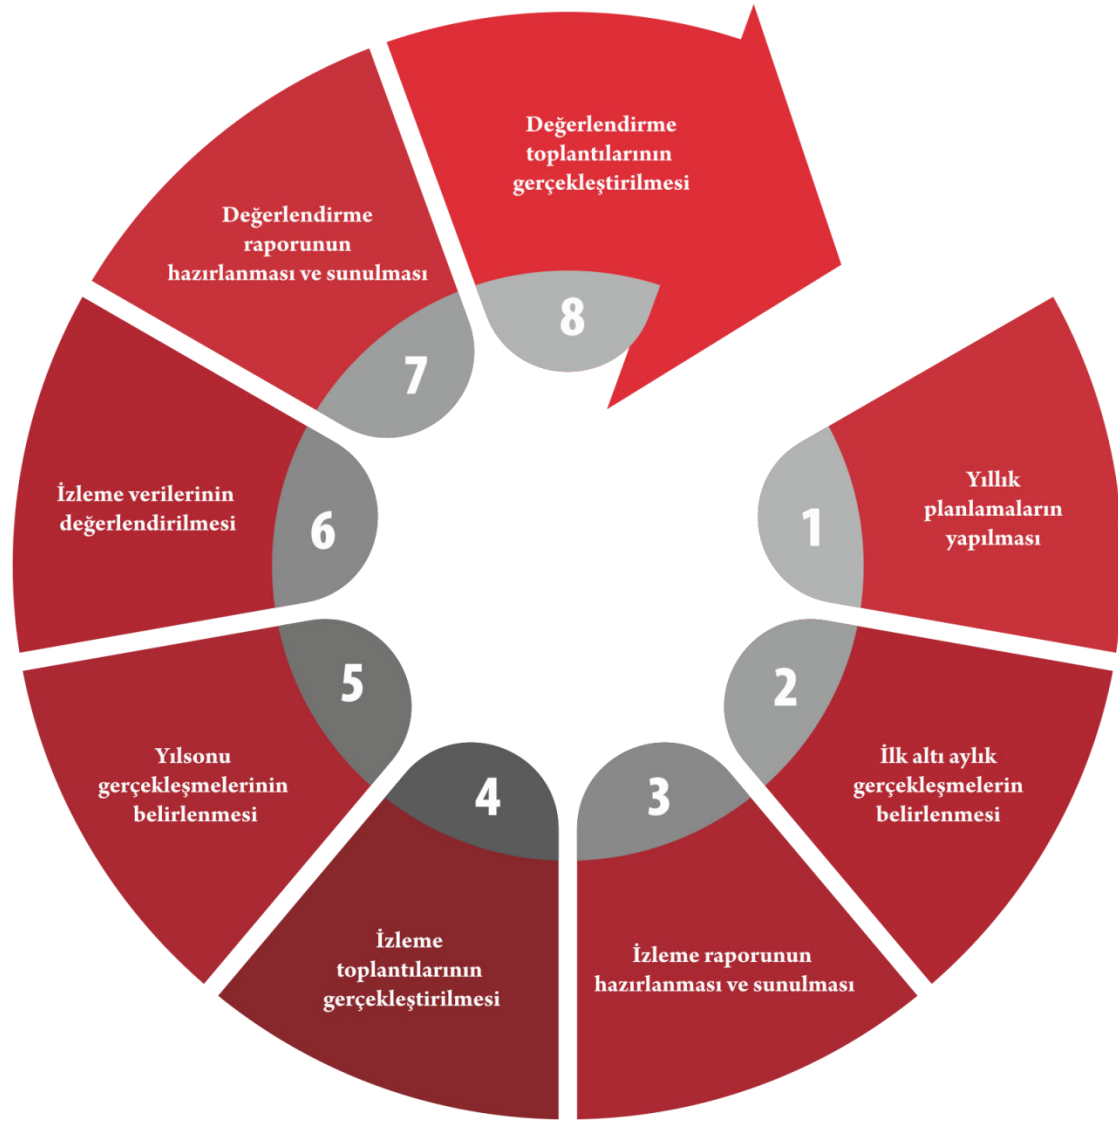 1
Yıllık
planlamaların
yapılması
2
İlk altı aylık
gerçekleşmelerin
belirlenmesi
3
İzleme raporunun
hazırlanması ve sunulması
4
İzleme
toplantılarının
gerçekleştirilmesi
5
Yılsonu
gerçekleşmelerinin
belirlenmesi
6
İzleme verilerinin
değerlendirilmesi
7
Değerlendirme
raporunun
hazırlanması ve sunulması
8
Değerlendirme
toplantılarının
gerçekleştirilmesi